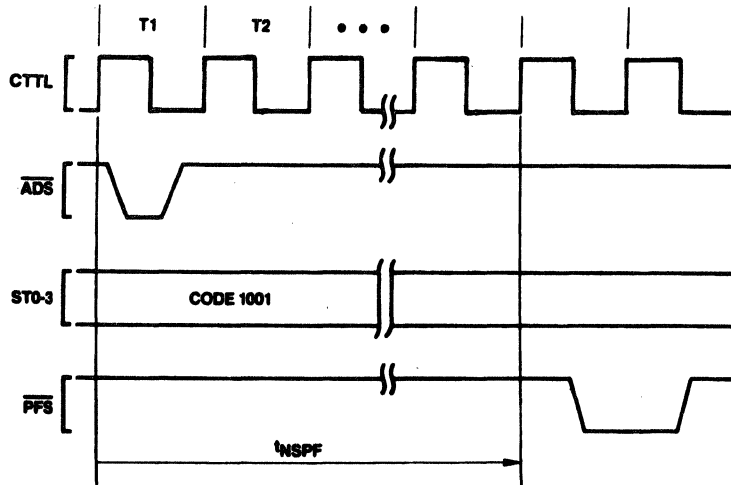 T1 T2 • • •
CTTL
ADS
ST0-3 CODE 1001
PFS
tNSPF